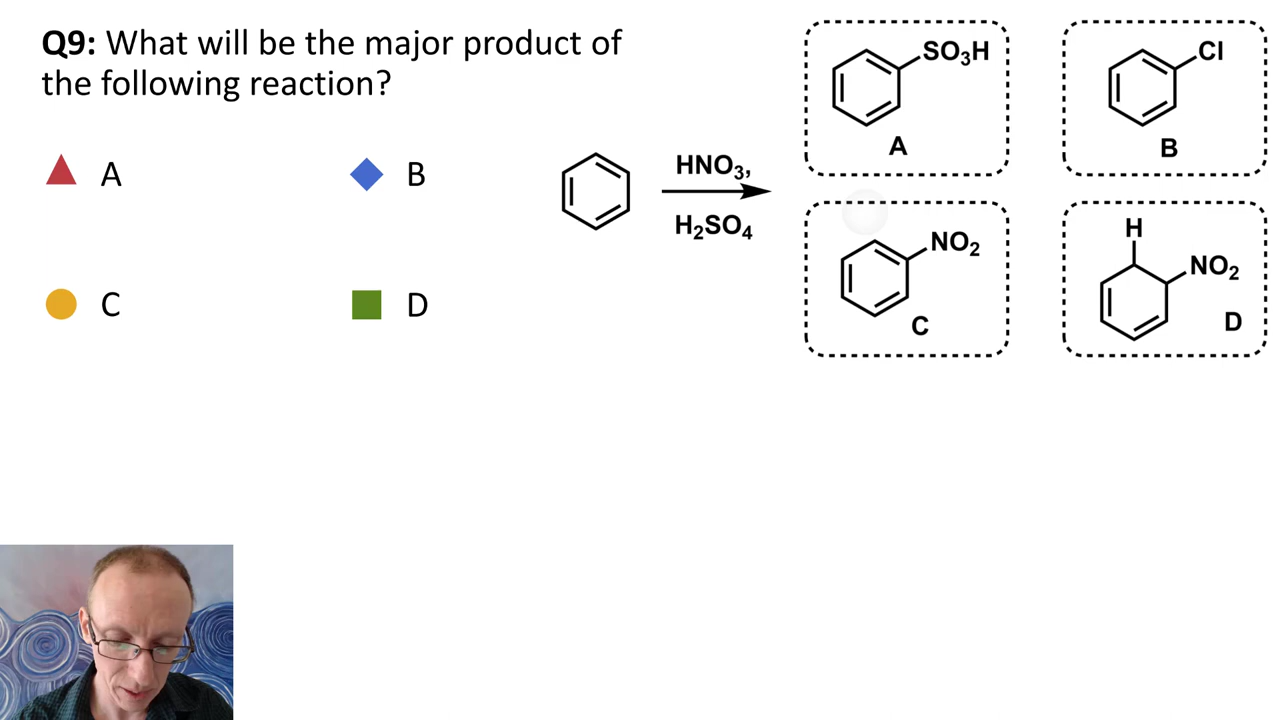 Q9: What will be the major product of
the following reaction?
A
B
C
D
HNO₃,
H₂SO₄
SO₃H
A
Cl
B
NO₂
C
H
NO₂
D